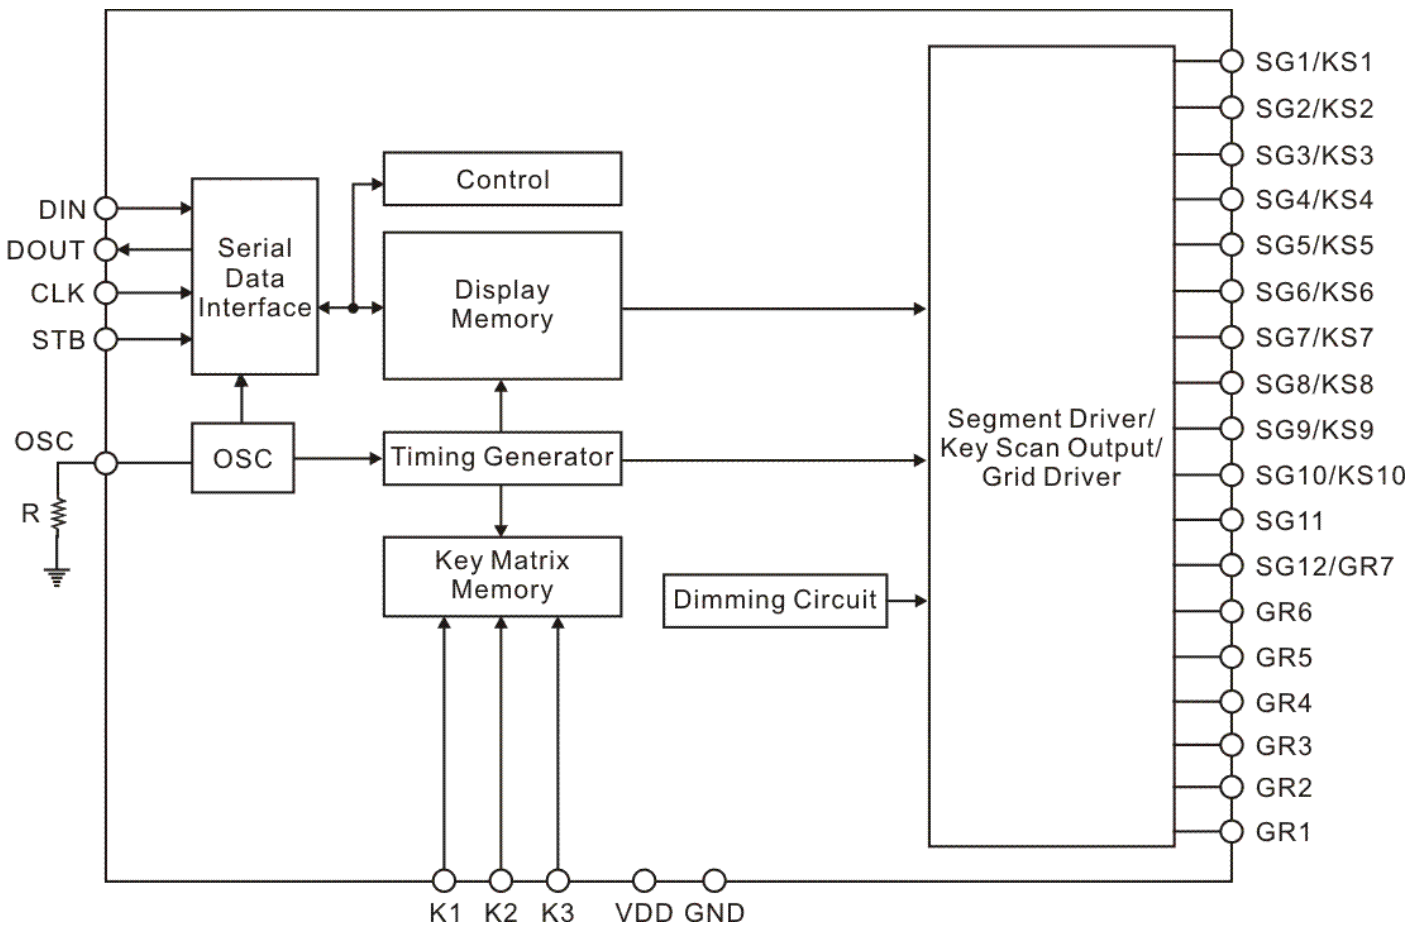 SG1/KS1
SG2/KS2
SG3/KS3
Control
SG4/KS4
DIN
DOUT
CLK
STB
Serial
Data
Interface
SG5/KS5
Display
Memory
SG6/KS6
SG7/KS7
SG8/KS8
Segment Driver/
Key Scan Output/
Grid Driver
SG9/KS9
OSC
OSC
Timing Generator
SG10/KS10
R
SG11
Key Matrix
Memory
SG12/GR7
Dimming Circuit
GR6
GR5
GR4
GR3
GR2
GR1
K1
K2
K3
VDD
GND